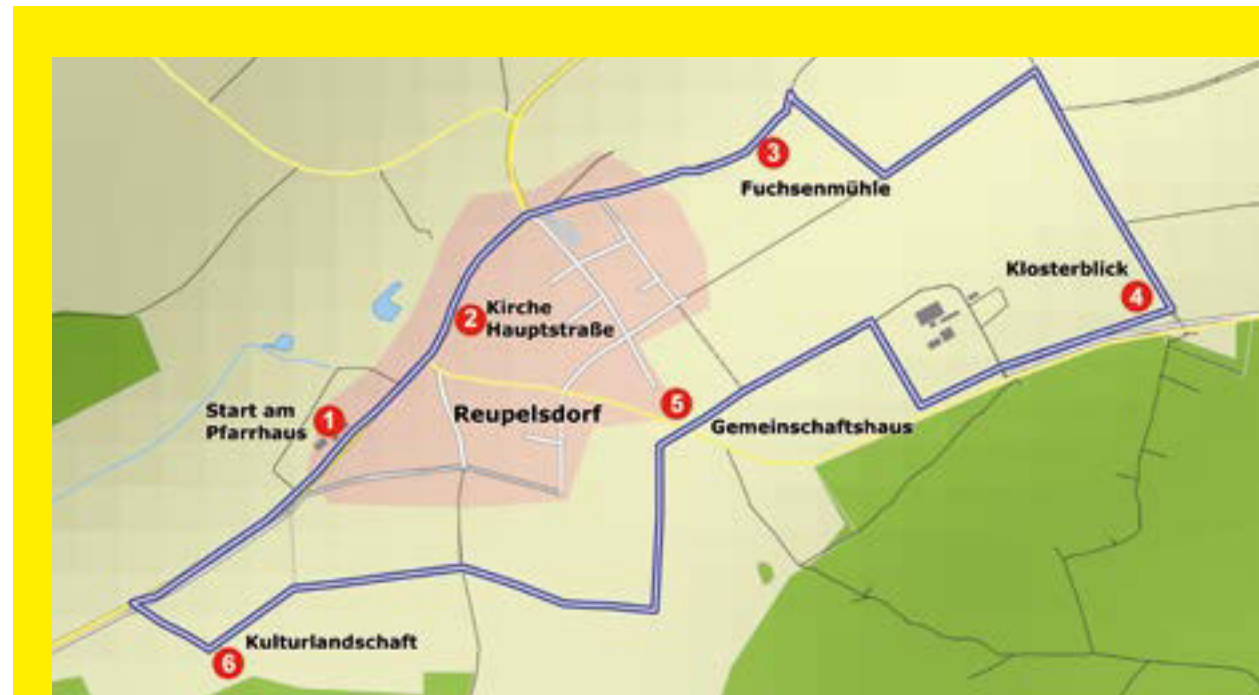 1
Start am
Pfarrhaus
2
Kirche
Hauptstraße
3
Fuchsenmühle
4
Klosterblick
5
Gemeinschaftshaus
6
Kulturlandschaft
Reupelsdorf